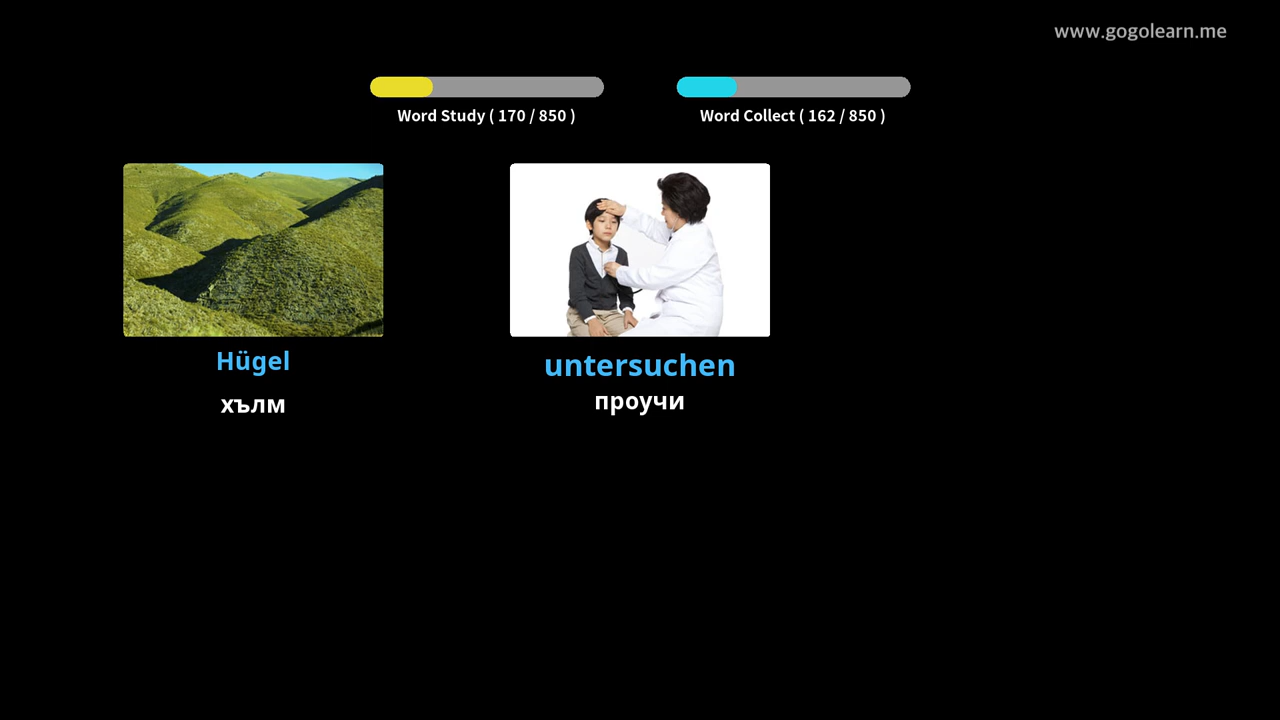 www.gogolearn.me
Word Study ( 170 / 850 )
Word Collect ( 162 / 850 )
Hügel
хълм
untersuchen
проучи